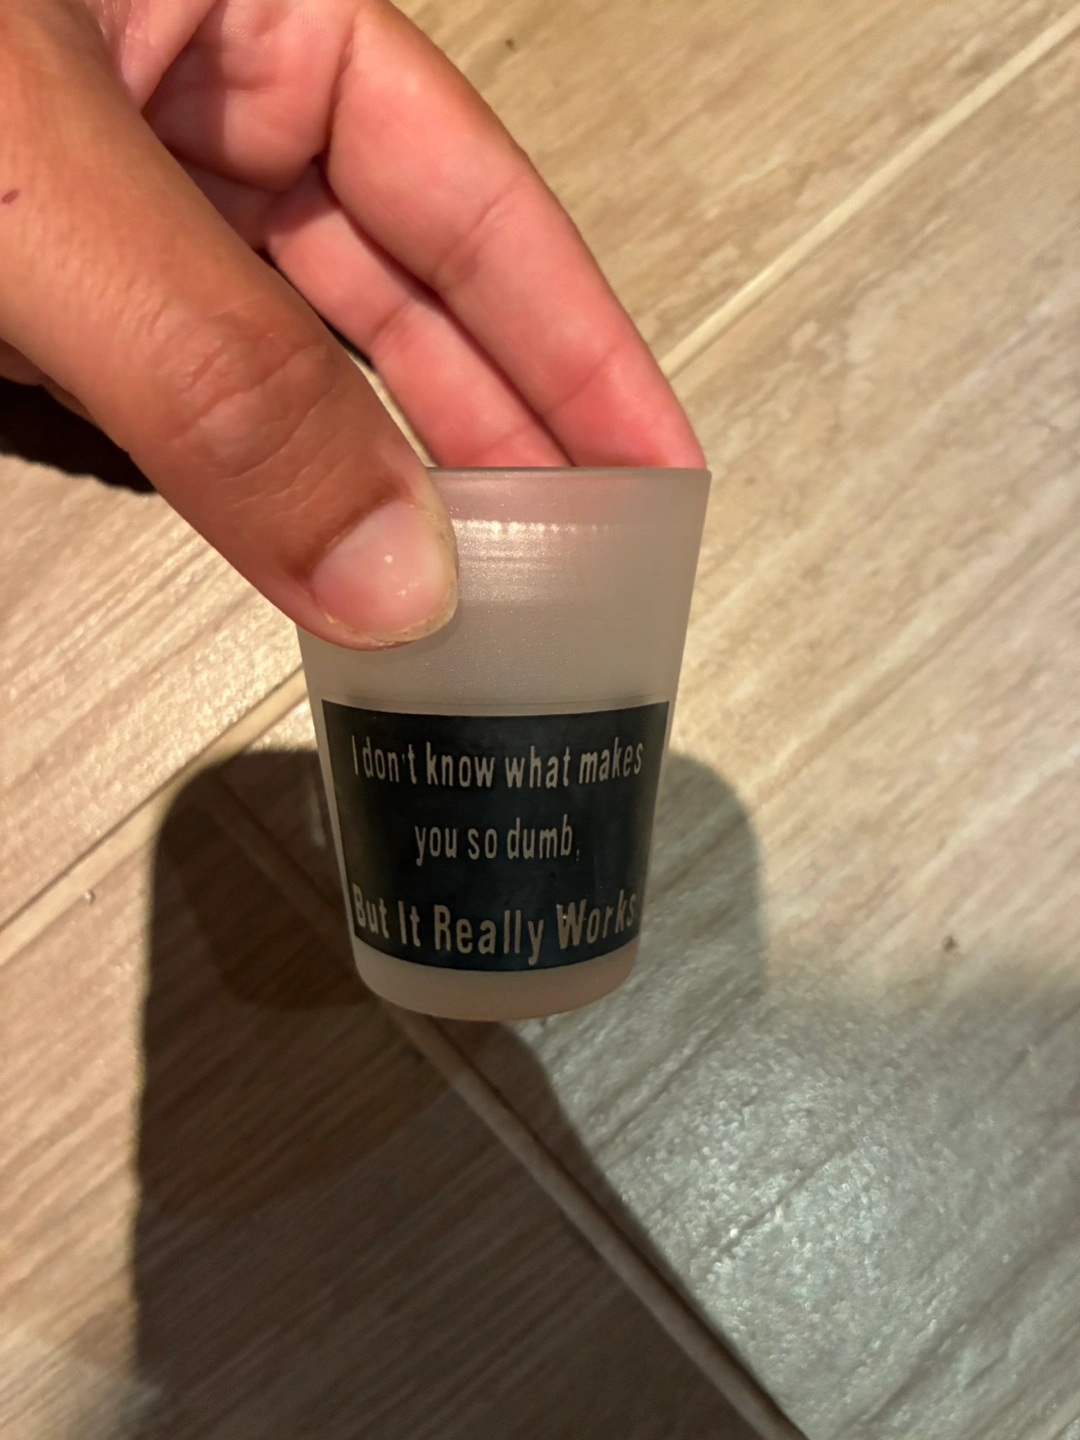 I don't know what makes
you so dumb,
But It Really Works